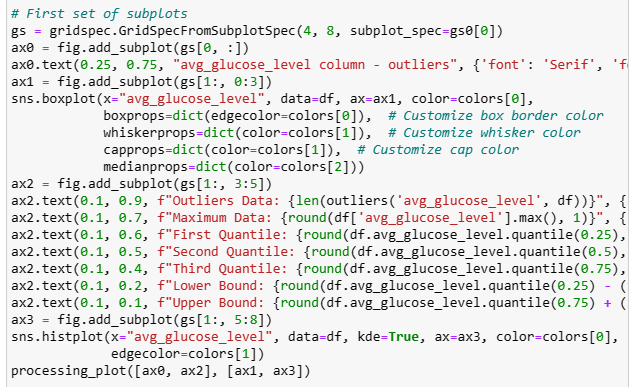 # First set of subplots
gs = gridspec.GridSpecFromSubplotSpec(4, 8, subplot_spec=gs0[0])
ax0 = fig.add_subplot(gs[0, :])
ax0.text(0.25, 0.75, "avg_glucose_level column - outliers", {'font': 'Serif', 'f
ax1 = fig.add_subplot(gs[1:, 0:3])
sns.boxplot(x="avg_glucose_level", data=df, ax=ax1, color=colors[0],
            boxprops=dict(edgecolor=colors[0]),  # Customize box border color
            whiskerprops=dict(color=colors[1]),  # Customize whisker color
            capprops=dict(color=colors[1]),  # Customize cap color
            medianprops=dict(color=colors[2]))
ax2 = fig.add_subplot(gs[1:, 3:5])
ax2.text(0.1, 0.9, f"Outliers Data: {len(outliers('avg_glucose_level', df))}", {
ax2.text(0.1, 0.7, f"Maximum Data: {round(df['avg_glucose_level'].max(), 1)}", {
ax2.text(0.1, 0.6, f"First Quantile: {round(df.avg_glucose_level.quantile(0.25),
ax2.text(0.1, 0.5, f"Second Quantile: {round(df.avg_glucose_level.quantile(0.5),
ax2.text(0.1, 0.4, f"Third Quantile: {round(df.avg_glucose_level.quantile(0.75),
ax2.text(0.1, 0.2, f"Lower Bound: {round(df.avg_glucose_level.quantile(0.25) - (
ax2.text(0.1, 0.1, f"Upper Bound: {round(df.avg_glucose_level.quantile(0.75) + (
ax3 = fig.add_subplot(gs[1:, 5:8])
sns.histplot(x="avg_glucose_level", data=df, kde=True, ax=ax3, color=colors[0],
             edgecolor=colors[1])
processing_plot([ax0, ax2], [ax1, ax3])